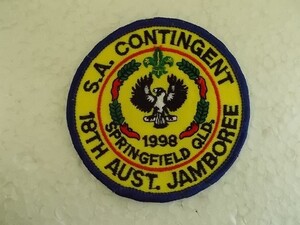 S.A. CONTINGENT
1998
SPRINGFIELD QLD.
18TH AUST. JAMBOREE